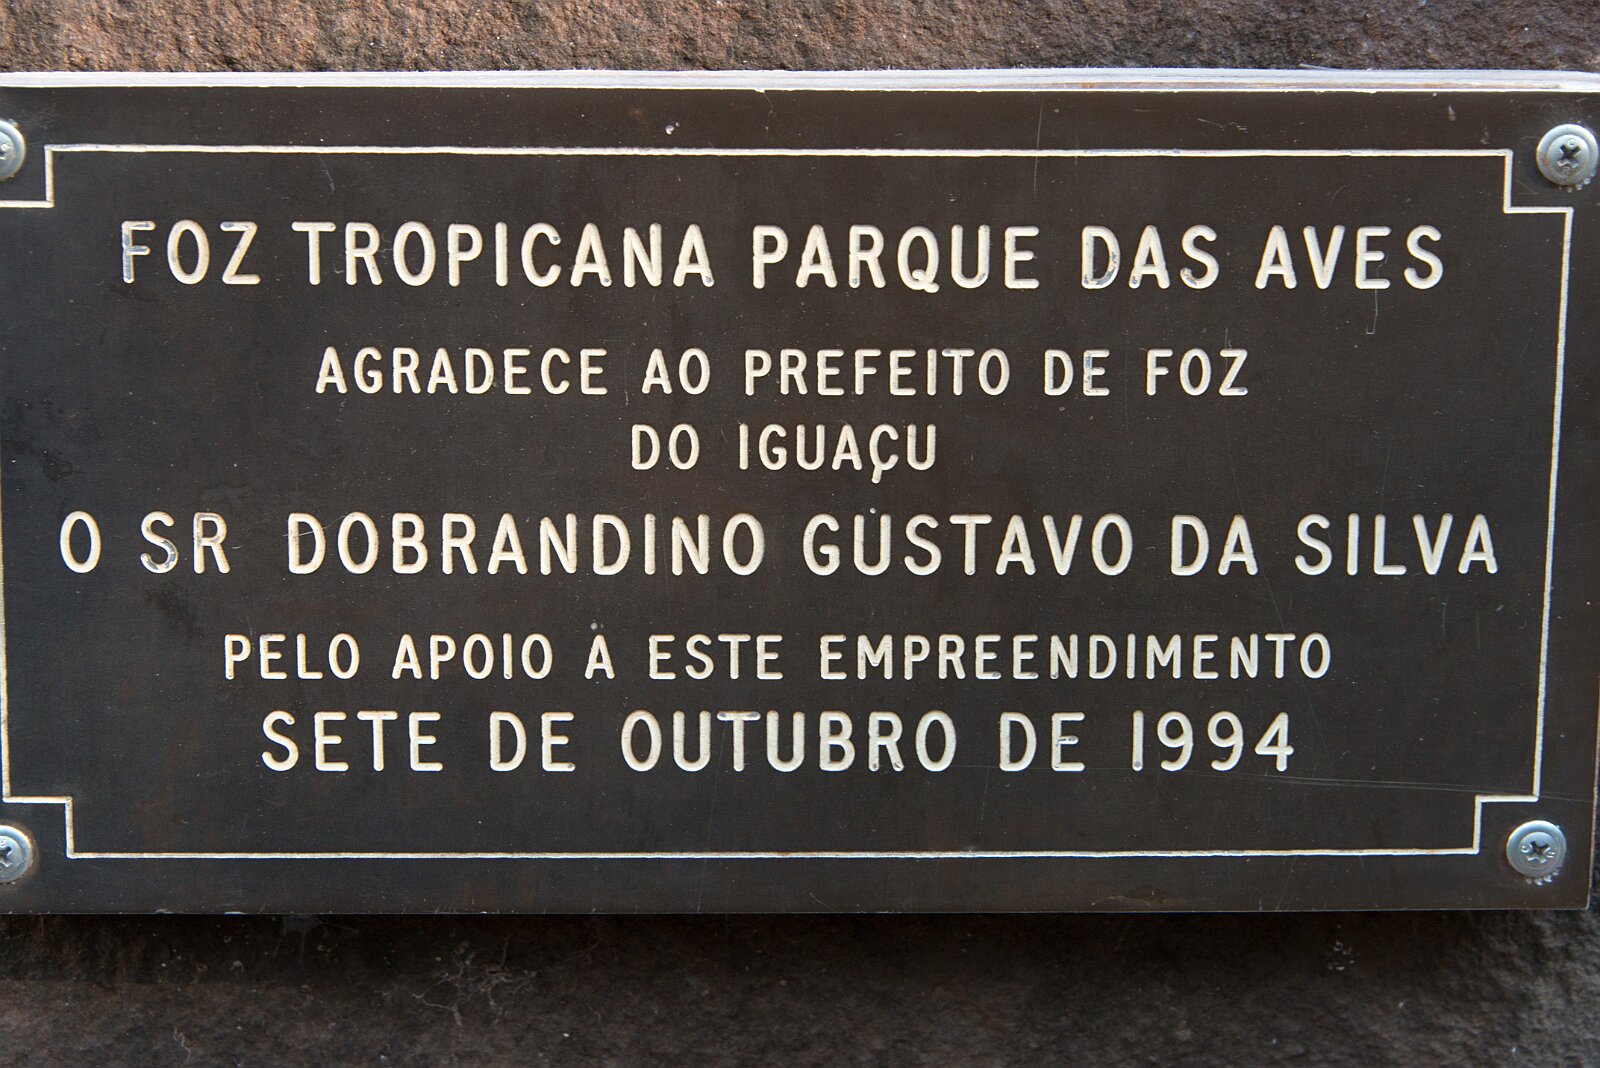 FOZ TROPICANA PARQUE DAS AVES
AGRADECE AO PREFEITO DE FOZ
DO IGUAÇU
O SR DOBRANDINO GUSTAVO DA SILVA
PELO APOIO A ESTE EMPREENDIMENTO
SETE DE OUTUBRO DE 1994